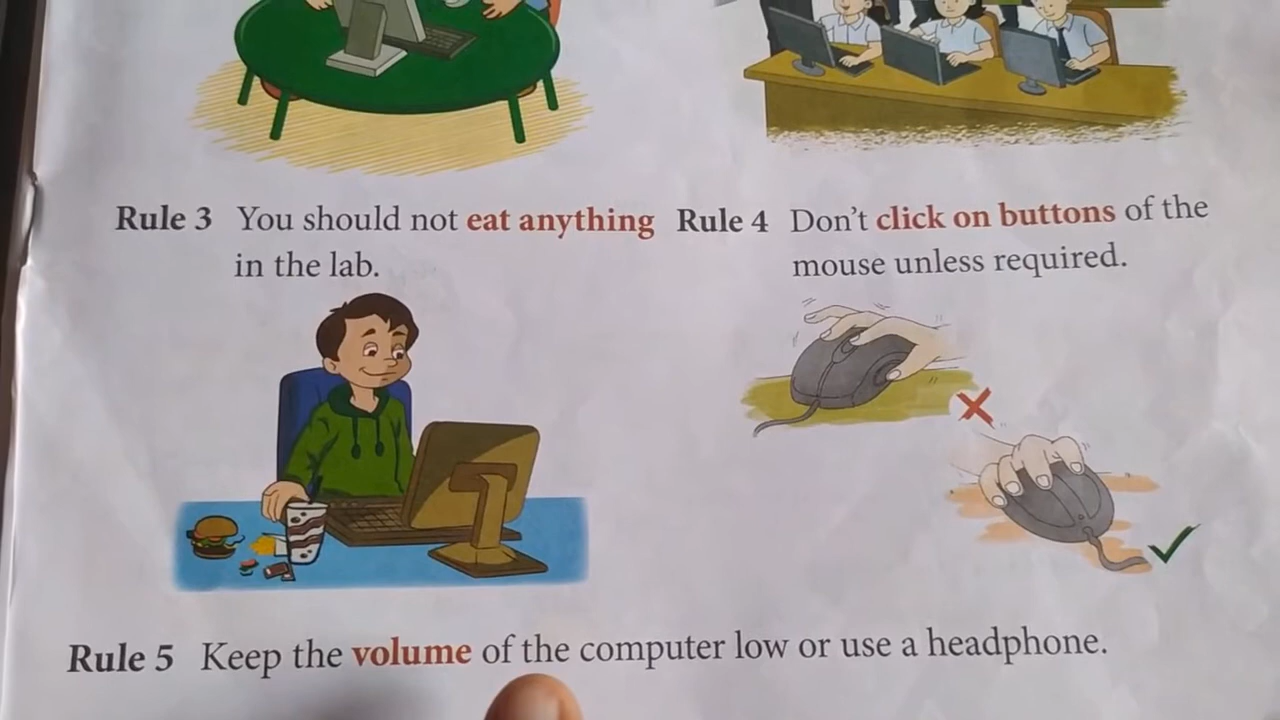 Rule 3 You should not eat anything
in the lab.
Rule 4 Don't click on buttons of the
mouse unless required.
Rule 5 Keep the volume of the computer low or use a headphone.